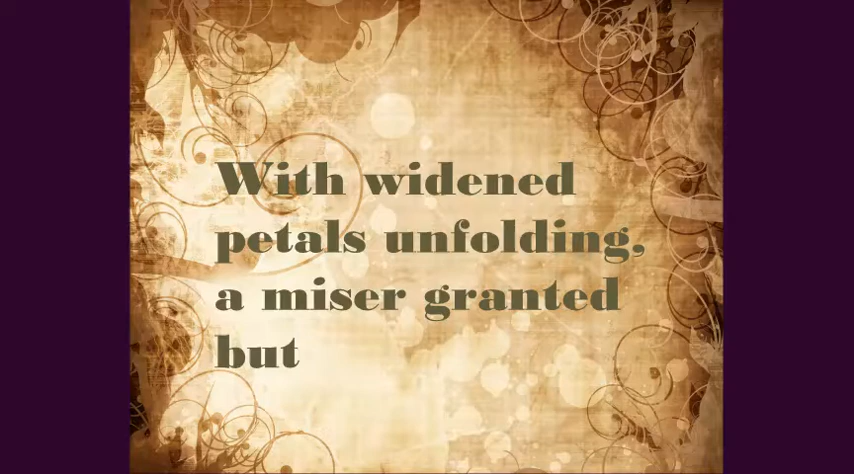 With widened
petals unfolding,
a miser granted
but